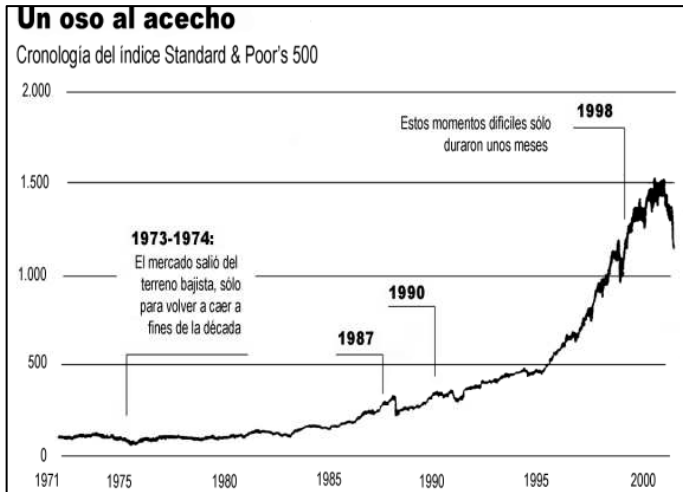 Un oso al acecho
Cronología del índice Standard & Poor's 500
2.000
1998
Estos momentos dificiles sólo
duraron unos meses
1.500
1973-1974:
El mercado salió del
terreno bajista, sólo
para volver a caer a
fines de la década
1.000
1990
1987
500
0
1971 1975 1980 1985 1990 1995 2000